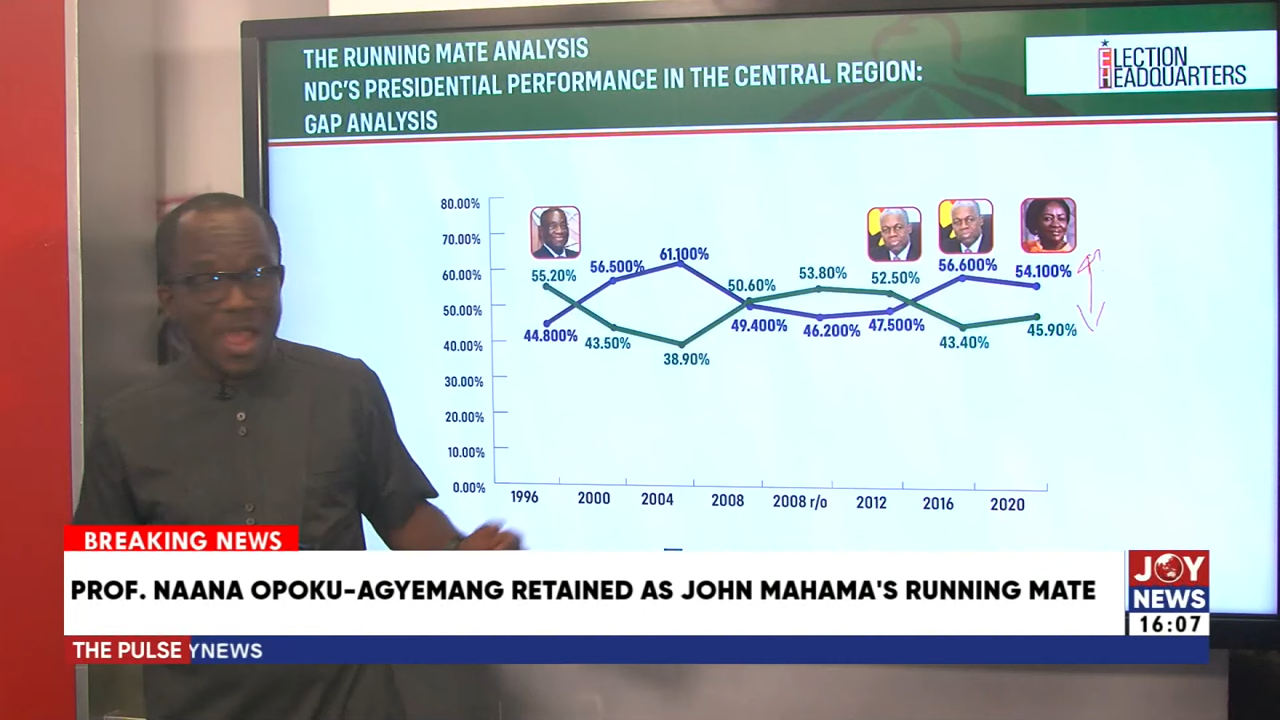 THE RUNNING MATE ANALYSIS
NDC'S PRESIDENTIAL PERFORMANCE IN THE CENTRAL REGION:
GAP ANALYSIS
ELECTION
HEADQUARTERS
80.00%
70.00%
60.00%
50.00%
40.00%
30.00%
20.00%
10.00%
0.00%
55.20%
56.500%
61.100%
50.60%
53.80%
52.50%
56.600%
54.100%
44.800%
43.50%
38.90%
49.400%
46.200%
47.500%
43.40%
45.90%
1996 2000 2004 2008 2008 r/o 2012 2016 2020
BREAKING NEWS
PROF. NAANA OPOKU-AGYEMANG RETAINED AS JOHN MAHAMA'S RUNNING MATE
JOY
NEWS
16:07
THE PULSE YNEWS